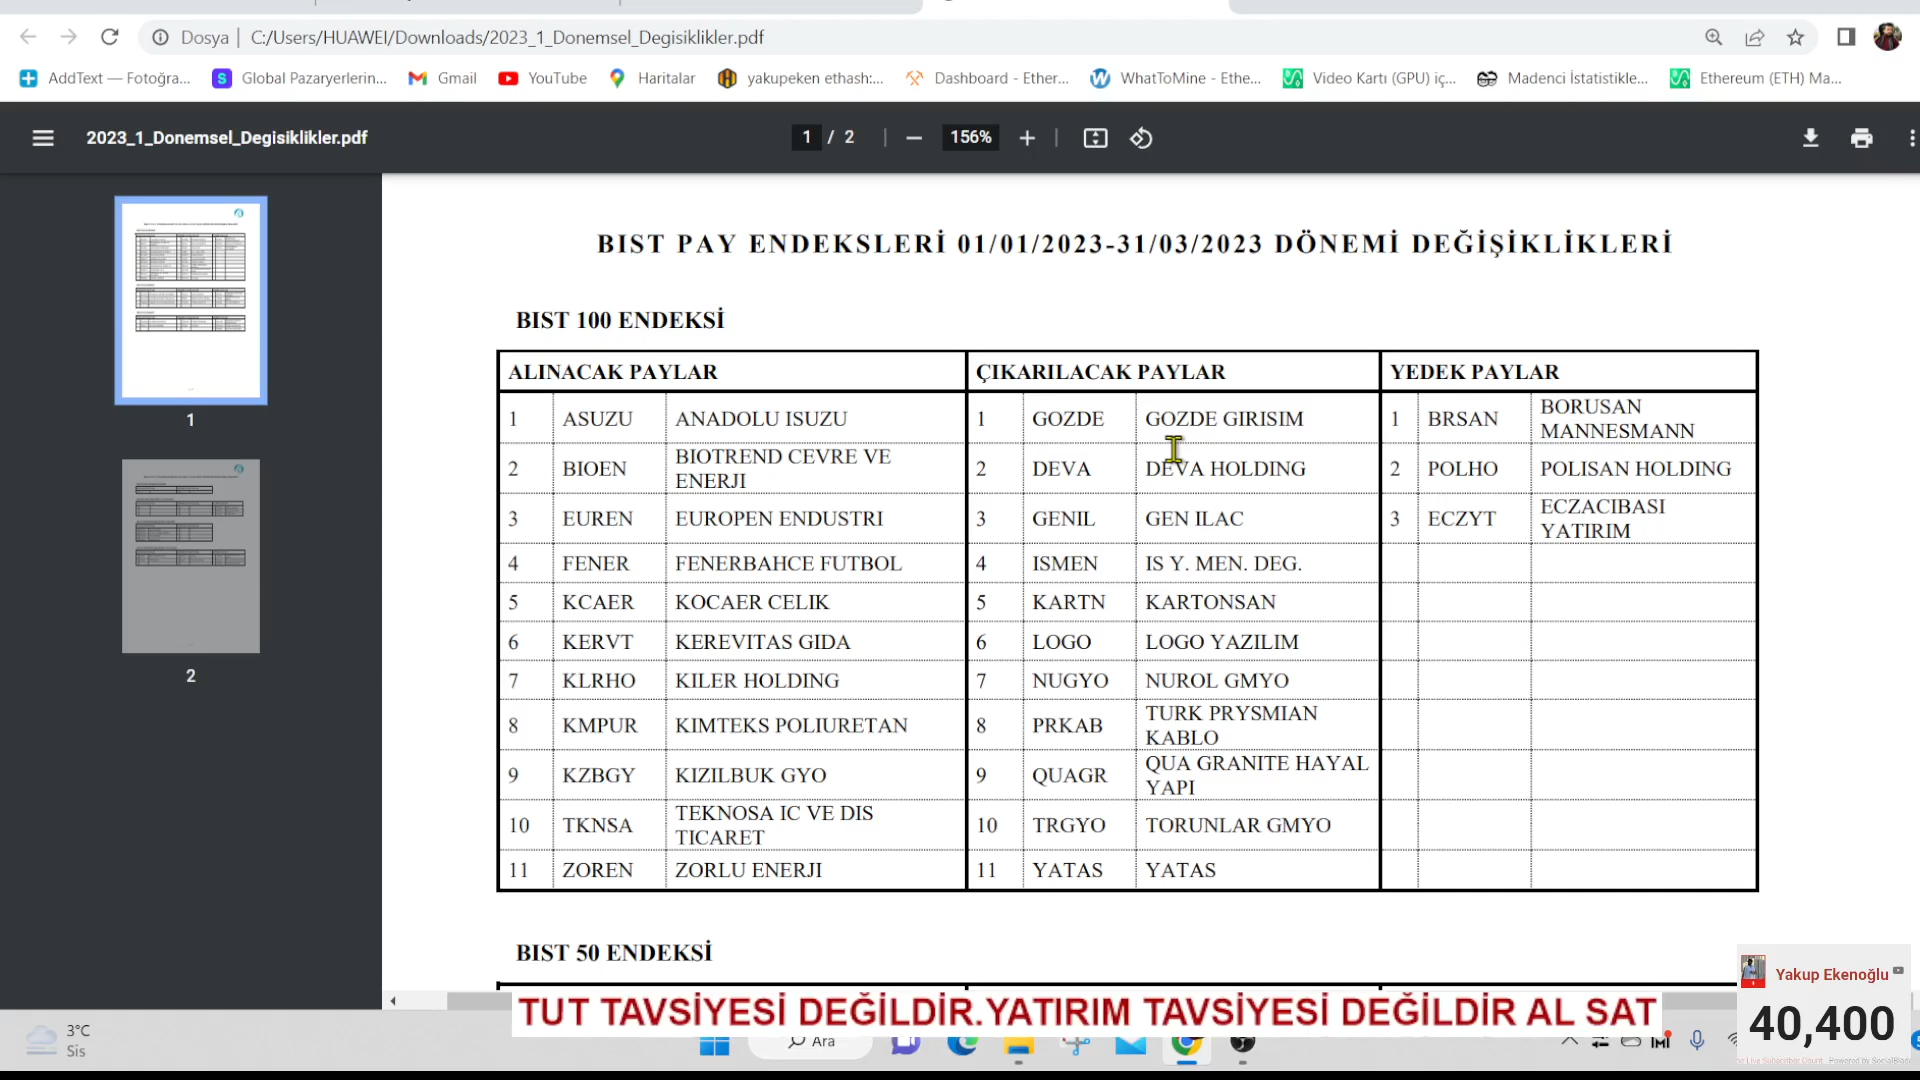 Dosya | C:/Users/HUAWEI/Downloads/2023_1_Donemsel_Degisiklikler.pdf
AddText — Fotoğra... Global Pazaryerlerin... Gmail YouTube Haritalar yakupeken ethash:... Dashboard - Ether... WhatToMine - Ethe... Video Kartı (GPU) iç... Madenci İstatistikle... Ethereum (ETH) Ma...
2023_1_Donemsel_Degisiklikler.pdf 1 / 2 156%
1
2
BIST PAY ENDEKSLERİ 01/01/2023-31/03/2023 DÖNEMİ DEĞİŞİKLİKLERİ
BIST 100 ENDEKSİ
ALINACAK PAYLAR ÇIKARILACAK PAYLAR YEDEK PAYLAR
1 ASUZU ANADOLU ISUZU 1 GOZDE GOZDE GIRISIM 1 BRSAN BORUSAN MANNESMANN
2 BIOEN BIOTREND CEVRE VE ENERJI 2 DEVA DEVA HOLDING 2 POLHO POLISAN HOLDING
3 EUREN EUROPEN ENDUSTRI 3 GENIL GEN ILAC 3 ECZYT ECZACIBASI YATIRIM
4 FENER FENERBAHCE FUTBOL 4 ISMEN IS Y. MEN. DEG.
5 KCAER KOCAER CELIK 5 KARTN KARTONSAN
6 KERVT KEREVITAS GIDA 6 LOGO LOGO YAZILIM
7 KLRHO KILER HOLDING 7 NUGYO NUROL GMYO
8 KMPUR KIMTEKS POLIURETAN 8 PRKAB TURK PRYSMIAN KABLO
9 KZBGY KIZILBUK GYO 9 QUAGR QUA GRANITE HAYAL YAPI
10 TKNSA TEKNOSA IC VE DIS TICARET 10 TRGYO TORUNLAR GMYO
11 ZOREN ZORLU ENERJI 11 YATAS YATAS
BIST 50 ENDEKSİ
TUT TAVSİYESİ DEĞİLDİR.YATIRIM TAVSİYESİ DEĞİLDİR AL SAT
Yakup Ekenoğlu
40,400
Live Subscriber Count Powered by SocialBlade
3°C
Sis
Ara